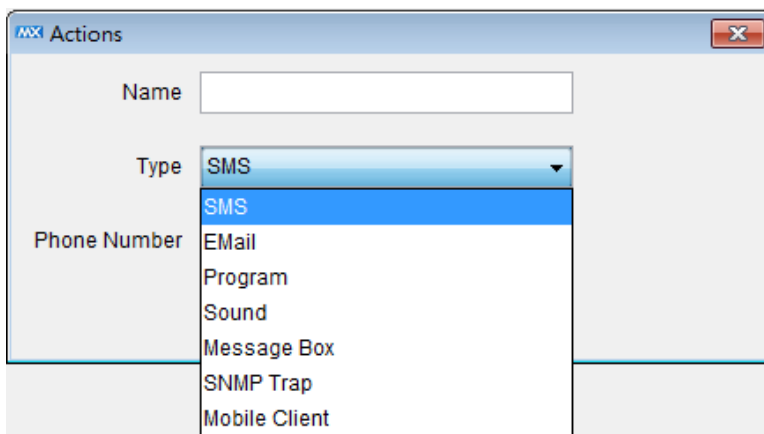 MX Actions
Name
Type SMS
SMS
Phone Number EMail
Program
Sound
Message Box
SNMP Trap
Mobile Client